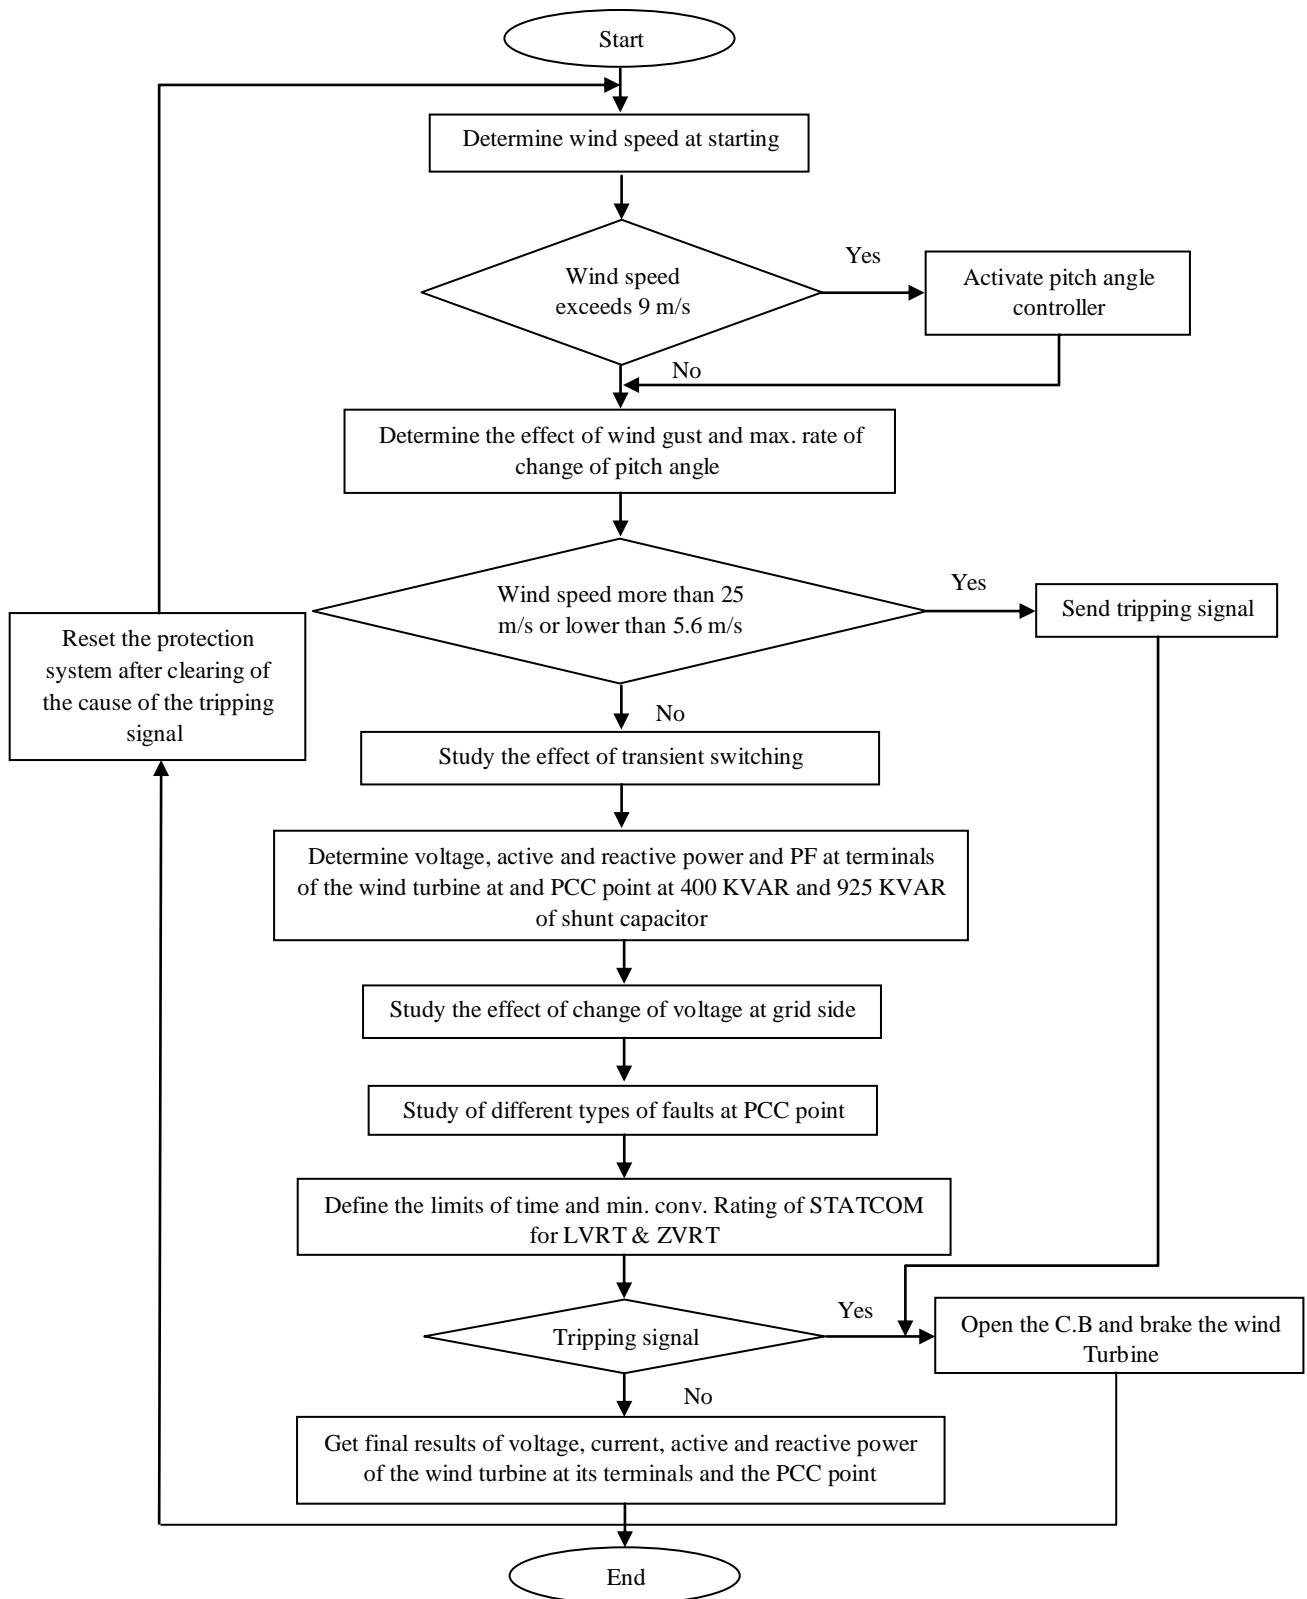 Start
Determine wind speed at starting
Wind speed
exceeds 9 m/s
Yes
Activate pitch angle
controller
No
Determine the effect of wind gust and max. rate of
change of pitch angle
Wind speed more than 25
m/s or lower than 5.6 m/s
Yes
Send tripping signal
Reset the protection
system after clearing of
the cause of the tripping
signal
No
Study the effect of transient switching
Determine voltage, active and reactive power and PF at terminals
of the wind turbine at and PCC point at 400 KVAR and 925 KVAR
of shunt capacitor
Study the effect of change of voltage at grid side
Study of different types of faults at PCC point
Define the limits of time and min. conv. Rating of STATCOM
for LVRT & ZVRT
Tripping signal
Yes
Open the C.B and brake the wind
Turbine
No
Get final results of voltage, current, active and reactive power
of the wind turbine at its terminals and the PCC point
End